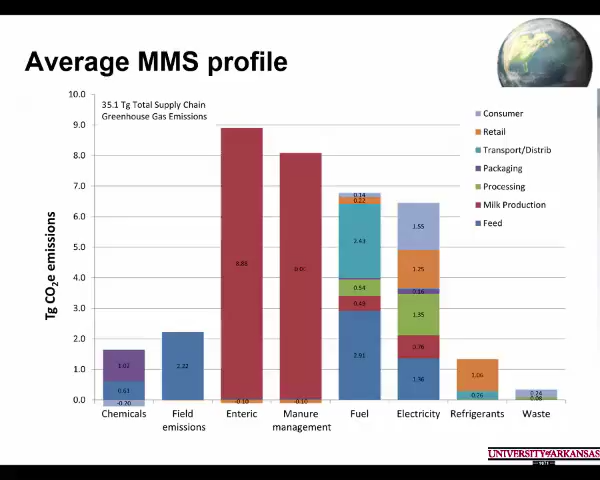 Average MMS profile
35.1 Tg Total Supply Chain
Greenhouse Gas Emissions
Tg CO₂e emissions
10.0
9.0
8.0
7.0
6.0
5.0
4.0
3.0
2.0
1.0
0.0
Consumer
Retail
Transport/Distrib
Packaging
Processing
Milk Production
Feed
1.02
0.63
-0.20
2.22
8.88
-0.10
-0.10
0.14
0.22
2.43
0.54
0.49
2.91
1.55
1.25
0.16
1.35
0.76
1.36
1.06
0.26
0.24
0.08
Chemicals
Field
emissions
Enteric
Manure
management
Fuel
Electricity
Refrigerants
Waste
UNIVERSITY of ARKANSAS